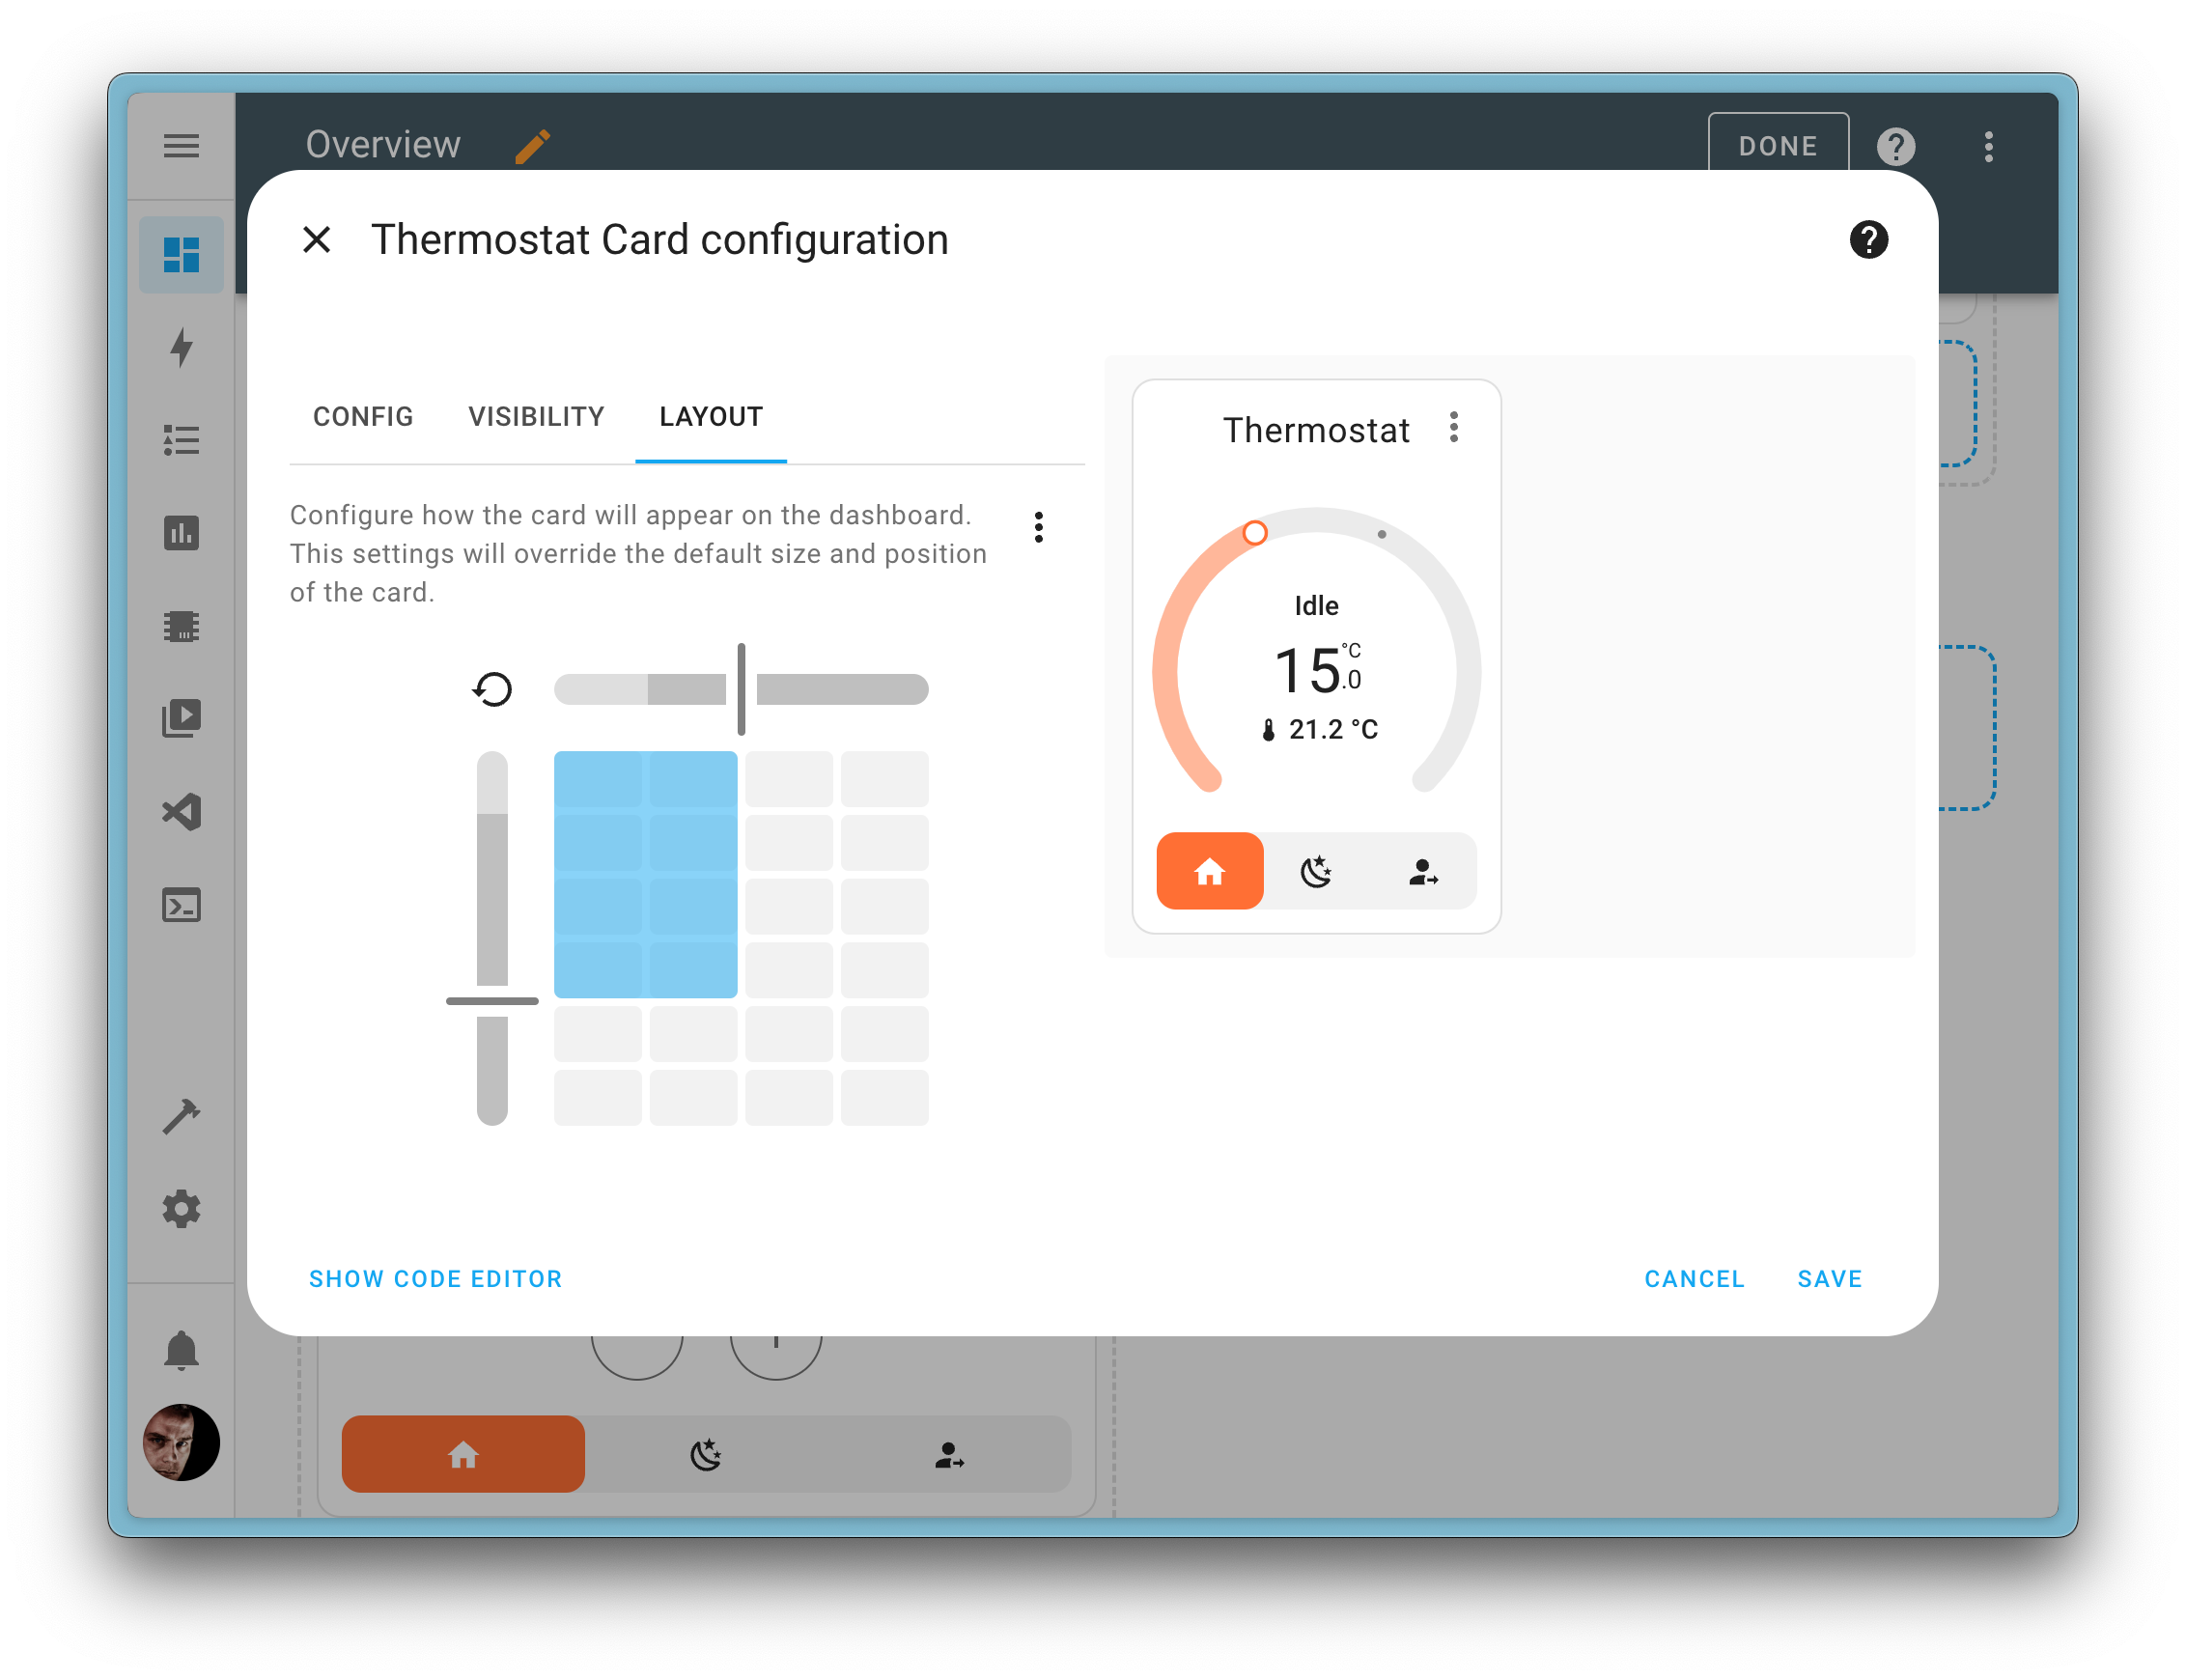 Overview
DONE
Thermostat Card configuration
CONFIG
VISIBILITY
LAYOUT
Configure how the card will appear on the dashboard.
This settings will override the default size and position
of the card.
Thermostat
Idle
15.0 °C
21.2 °C
SHOW CODE EDITOR
CANCEL
SAVE